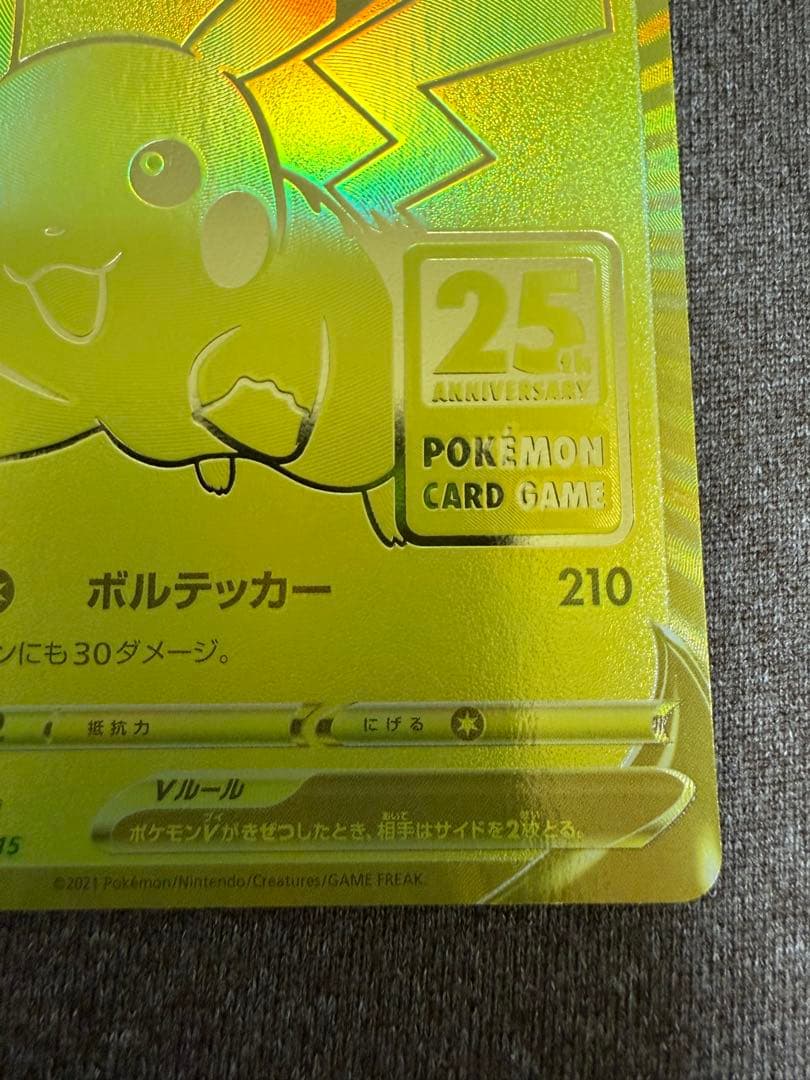 25th
ANNIVERSARY
POKÉMON
CARD GAME
ボルテッカー 210
ンにも30ダメージ。
2 抵抗力 にげる
Vルール
ポケモンVがきぜつしたとき、相手はサイドを2枚とる。
15
©2021 Pokémon/Nintendo/Creatures/GAME FREAK.